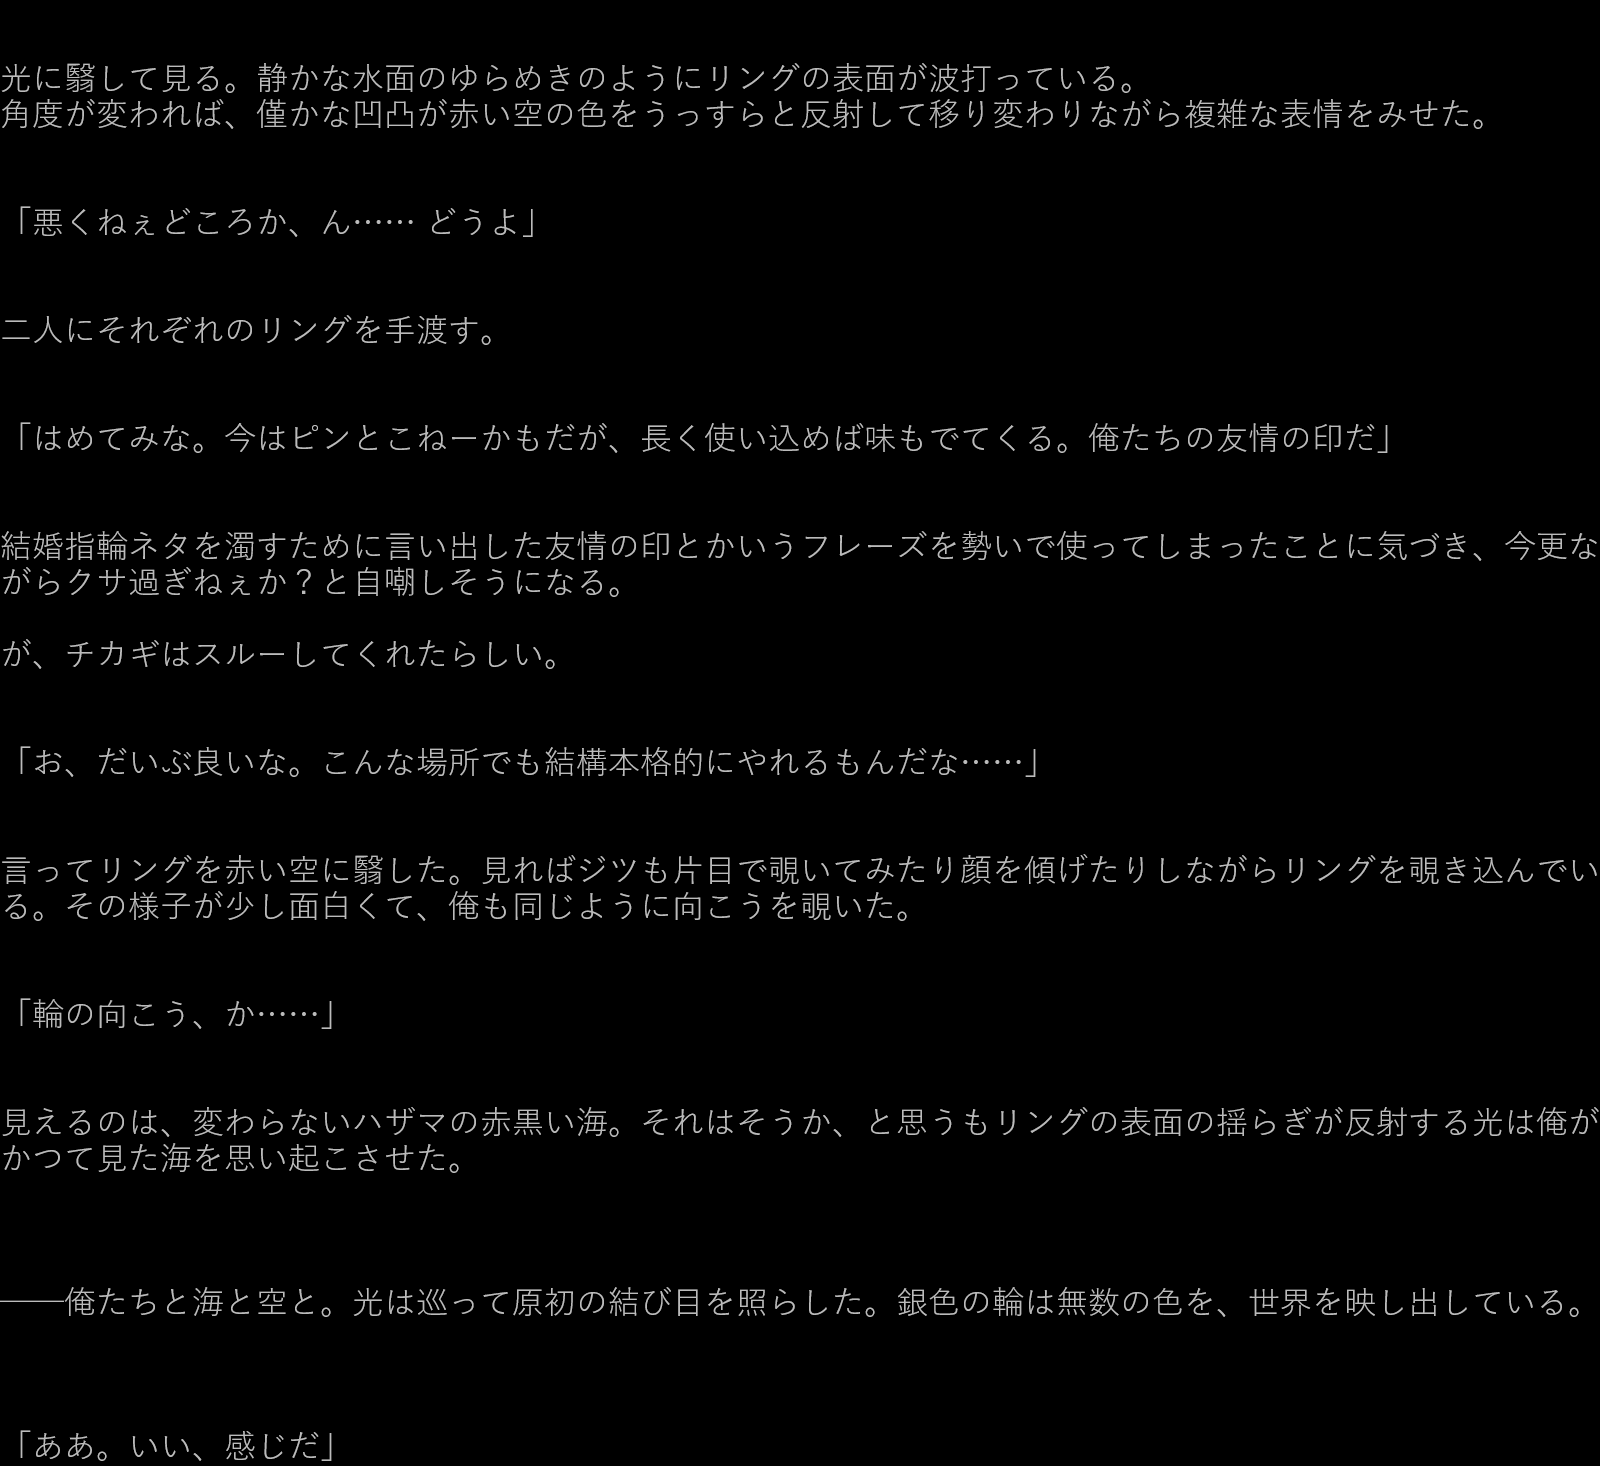 光に翳して見る。静かな水面のゆらめきのようにリングの表面が波打っている。
角度が変われば、僅かな凹凸が赤い空の色をうっすらと反射して移り変わりながら複雑な表情をみせた。
「悪くねぇどころか、ん…… どうよ」
二人にそれぞれのリングを手渡す。
「はめてみな。今はピンとこねーかもだが、長く使い込めば味もでてくる。俺たちの友情の印だ」
結婚指輪ネタを濁すために言い出した友情の印とかいうフレーズを勢いで使ってしまったことに気づき、今更な
がらクサ過ぎねぇか？と自嘲しそうになる。
が、チカギはスルーしてくれたらしい。
「お、だいぶ良いな。こんな場所でも結構本格的にやれるもんだな……」
言ってリングを赤い空に翳した。見ればジツも片目で覗いてみたり顔を傾げたりしながらリングを覗き込んでい
る。その様子が少し面白くて、俺も同じように向こうを覗いた。
「輪の向こう、か……」
見えるのは、変わらないハザマの赤黒い海。それはそうか、と思うもリングの表面の揺らぎが反射する光は俺が
かつて見た海を思い起こさせた。
――俺たちと海と空と。光は巡って原初の結び目を照らした。銀色の輪は無数の色を、世界を映し出している。
「ああ。いい、感じだ」